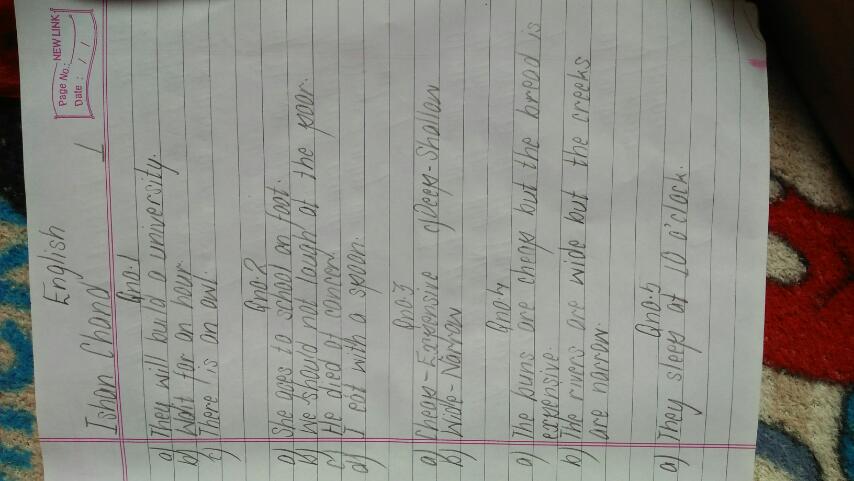 NEW LINK
Page No.:
Date : / /
English
Ishan Chand 1
Qno.1
a) They will build a university.
b) Wait for an hour.
c) There is an owl.
Qno.2
a) She goes to school on foot.
b) We should not laugh at the poor.
c) He died of cancer.
d) I eat with a spoon.
Qno.3
a) Cheap-Expensive c) Deep-Shallow
b) Wide-Narrow
Qno.4
a) The buns are cheap but the bread is
expensive.
b) The rivers are wide but the creeks
are narrow.
Qno.5
a) They sleep at 10 o'clock.